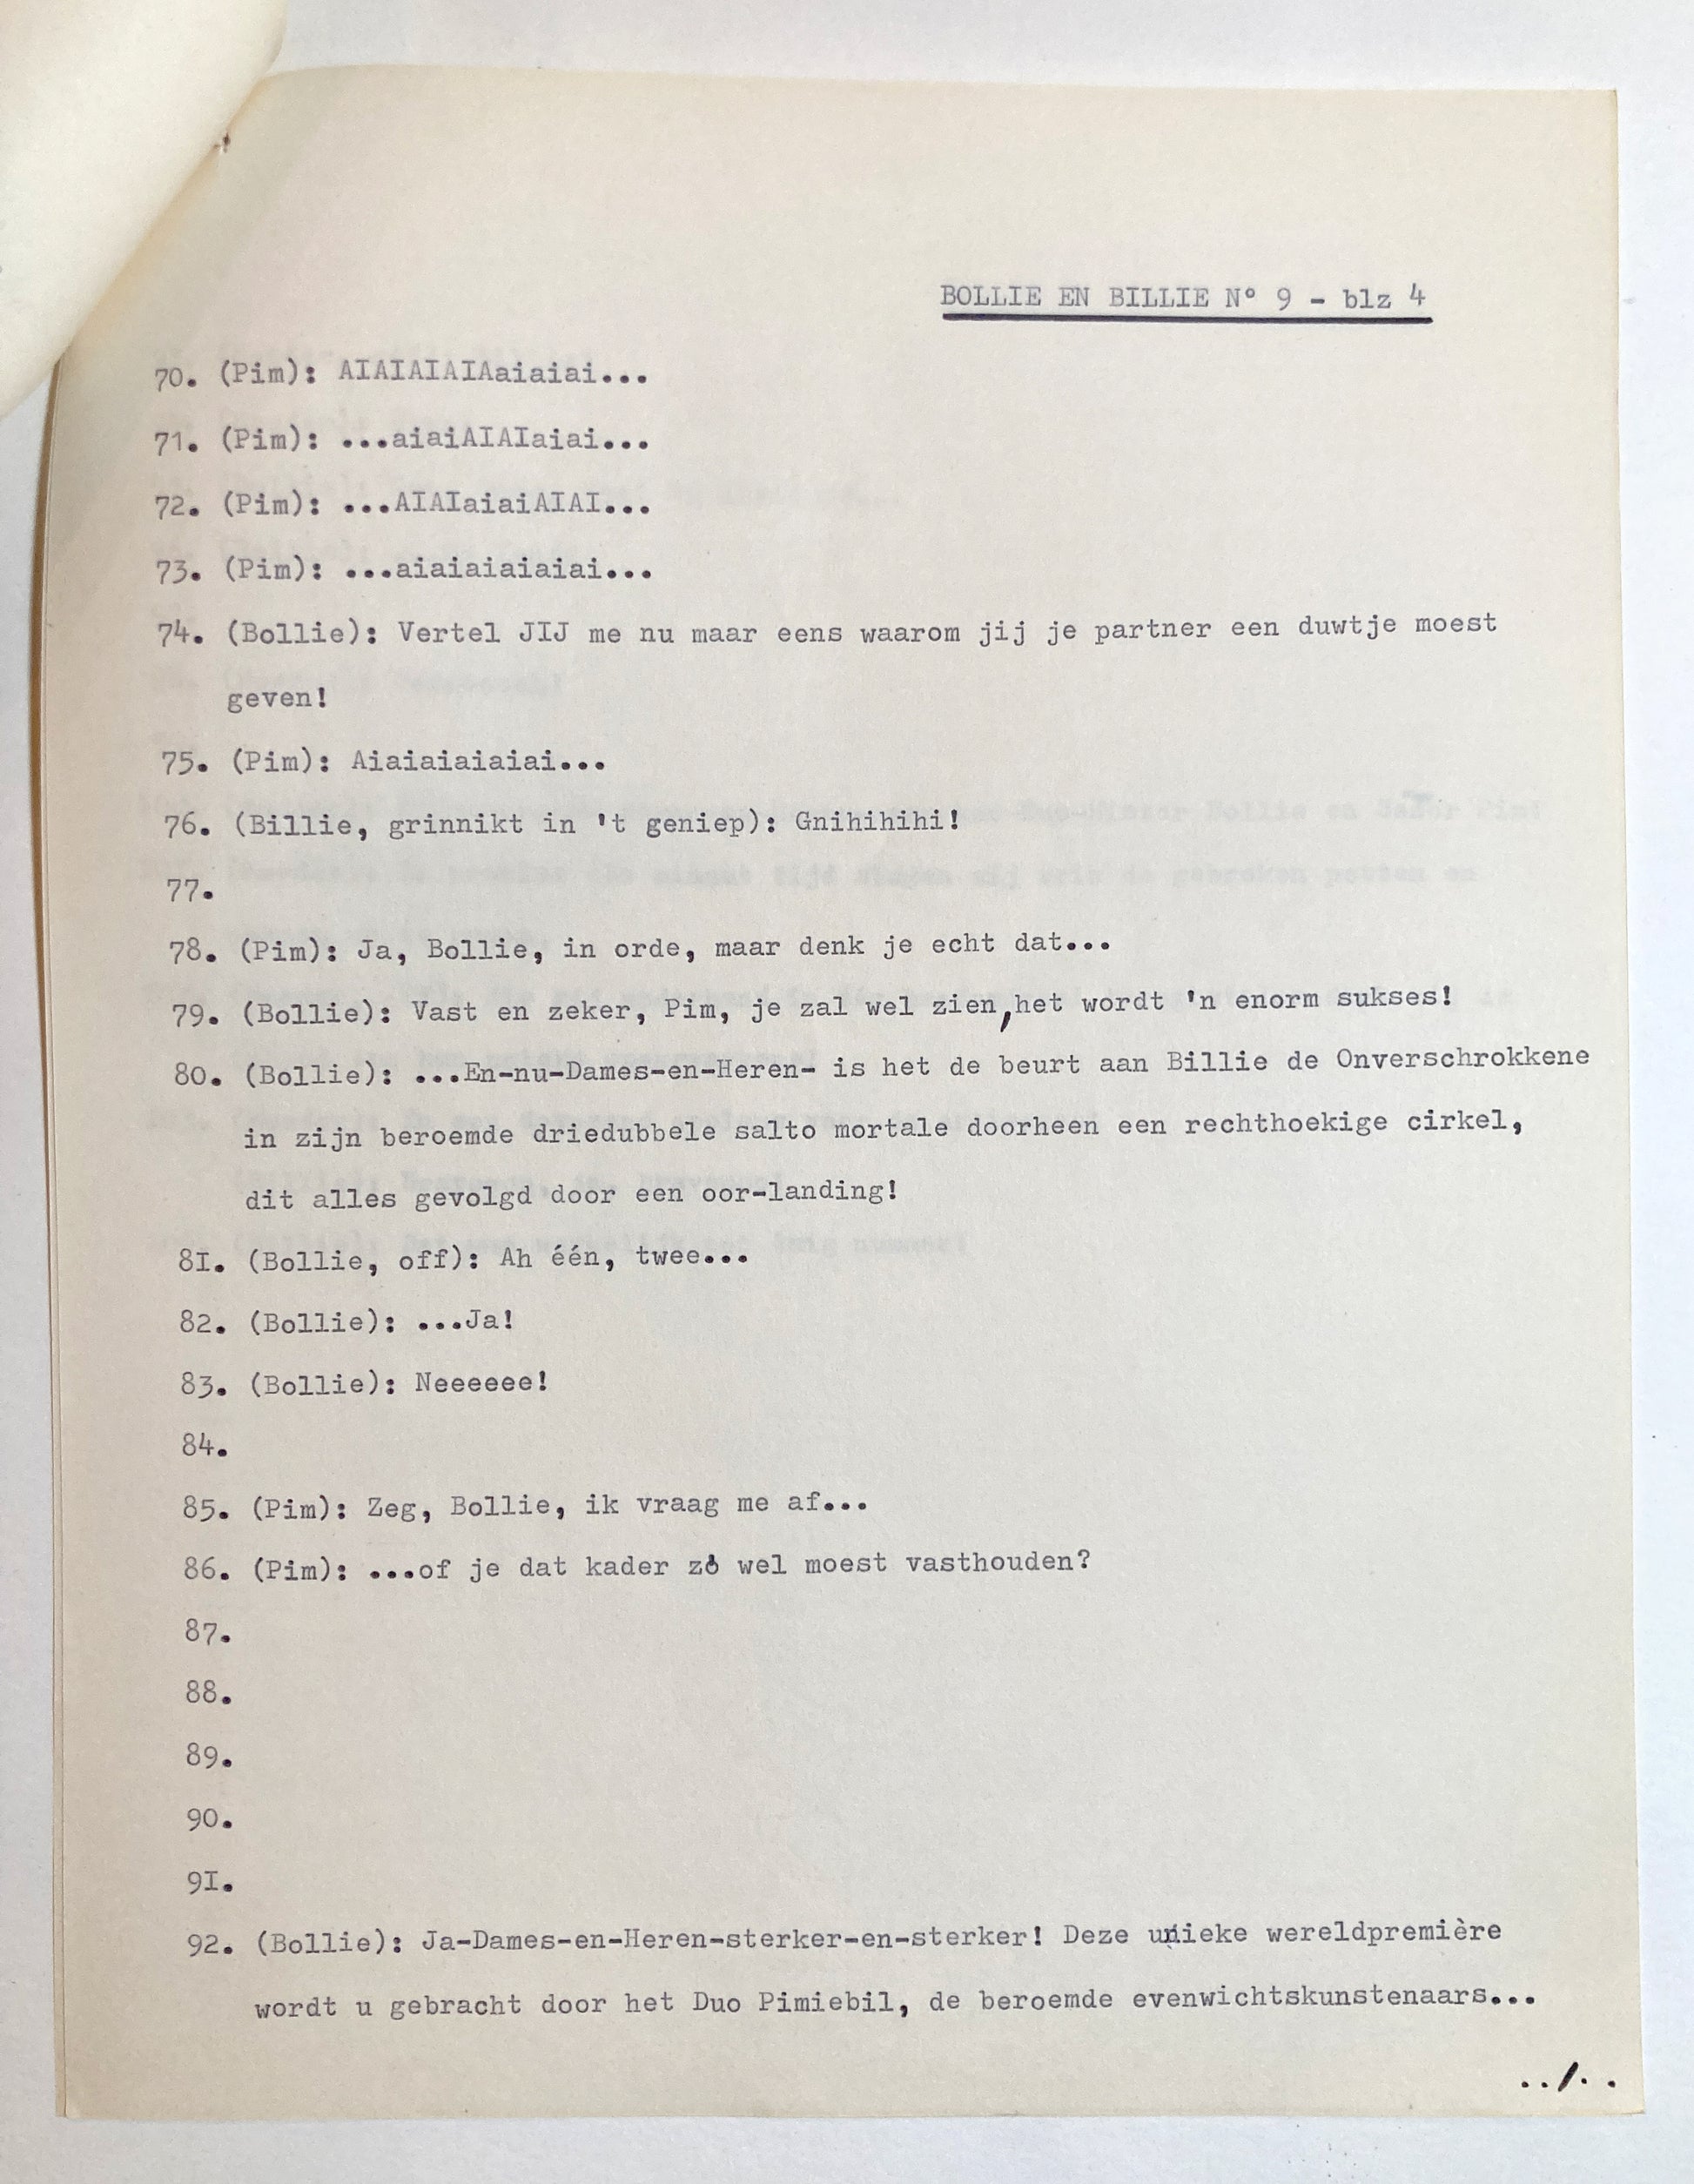 BOLLIE EN BILLIE N° 9 - blz 4
70. (Pim): AIAIAIAIAaiaiai...
71. (Pim): ...aiaiAIAIaiai...
72. (Pim): ...AIAIaiaiAIAI...
73. (Pim): ...aiaiaiaiaiai...
74. (Bollie): Vertel JIJ me nu maar eens waarom jij je partner een duwtje moest
geven!
75. (Pim): Aiaiaiaiaiai...
76. (Billie, grinnikt in 't geniep): Gnihihihi!
77.
78. (Pim): Ja, Bollie, in orde, maar denk je echt dat...
79. (Bollie): Vast en zeker, Pim, je zal wel zien,het wordt 'n enorm sukses!
80. (Bollie): ...En-nu-Dames-en-Heren- is het de beurt aan Billie de Onverschrokkene
in zijn beroemde driedubbele salto mortale doorheen een rechthoekige cirkel,
dit alles gevolgd door een oor-landing!
8I. (Bollie, off): Ah één, twee...
82. (Bollie): ...Ja!
83. (Bollie): Neeeeee!
84.
85. (Pim): Zeg, Bollie, ik vraag me af...
86. (Pim): ...of je dat kader zó wel moest vasthouden?
87.
88.
89.
90.
9I.
92. (Bollie): Ja-Dames-en-Heren-sterker-en-sterker! Deze unieke wereldpremière
wordt u gebracht door het Duo Pimiebil, de beroemde evenwichtskunstenaars...
../..